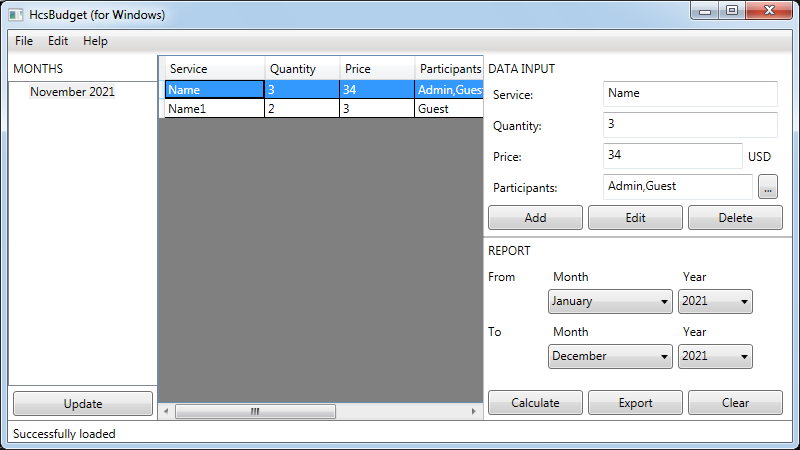 HcsBudget (for Windows)
File Edit Help
MONTHS
November 2021
Update
Service Quantity Price Participants
Name 3 34 Admin,Guest
Name1 2 3 Guest
DATA INPUT
Service: Name
Quantity: 3
Price: 34 USD
Participants: Admin,Guest ...
Add Edit Delete
REPORT
From Month Year
January 2021
To Month Year
December 2021
Calculate Export Clear
Successfully loaded